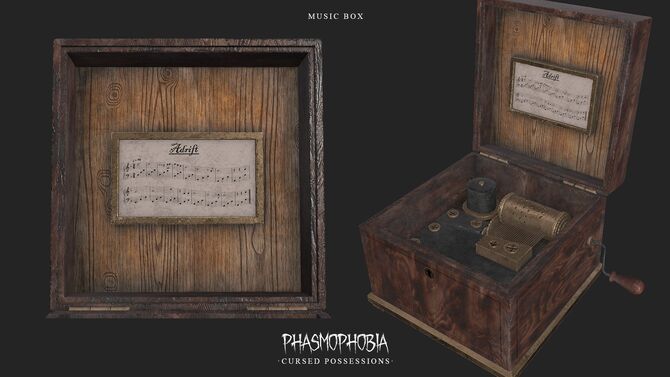 MUSIC BOX
Adrift
Adrift
PHASMOPHOBIA
·CURSED POSSESSIONS·